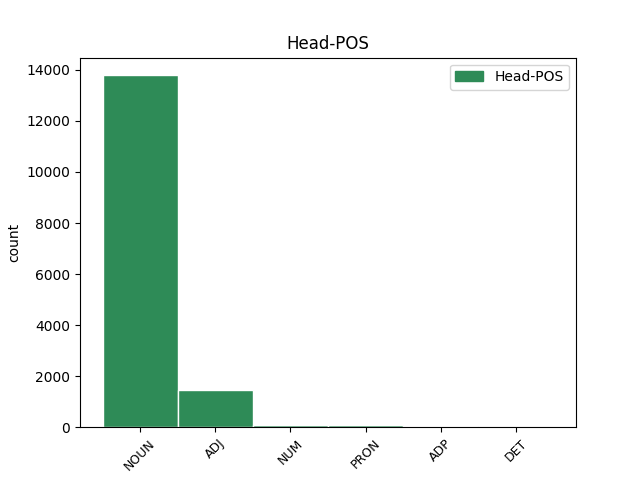 Head-POS
Head-POS
14000
12000
10000
8000
6000
4000
2000
0
count
NOUN
ADJ
NUM
PRON
ADP
DET